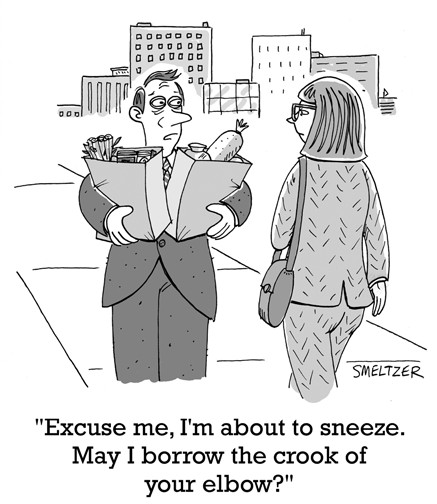 SMELTZER
"Excuse me, I'm about to sneeze.
May I borrow the crook of
your elbow?"